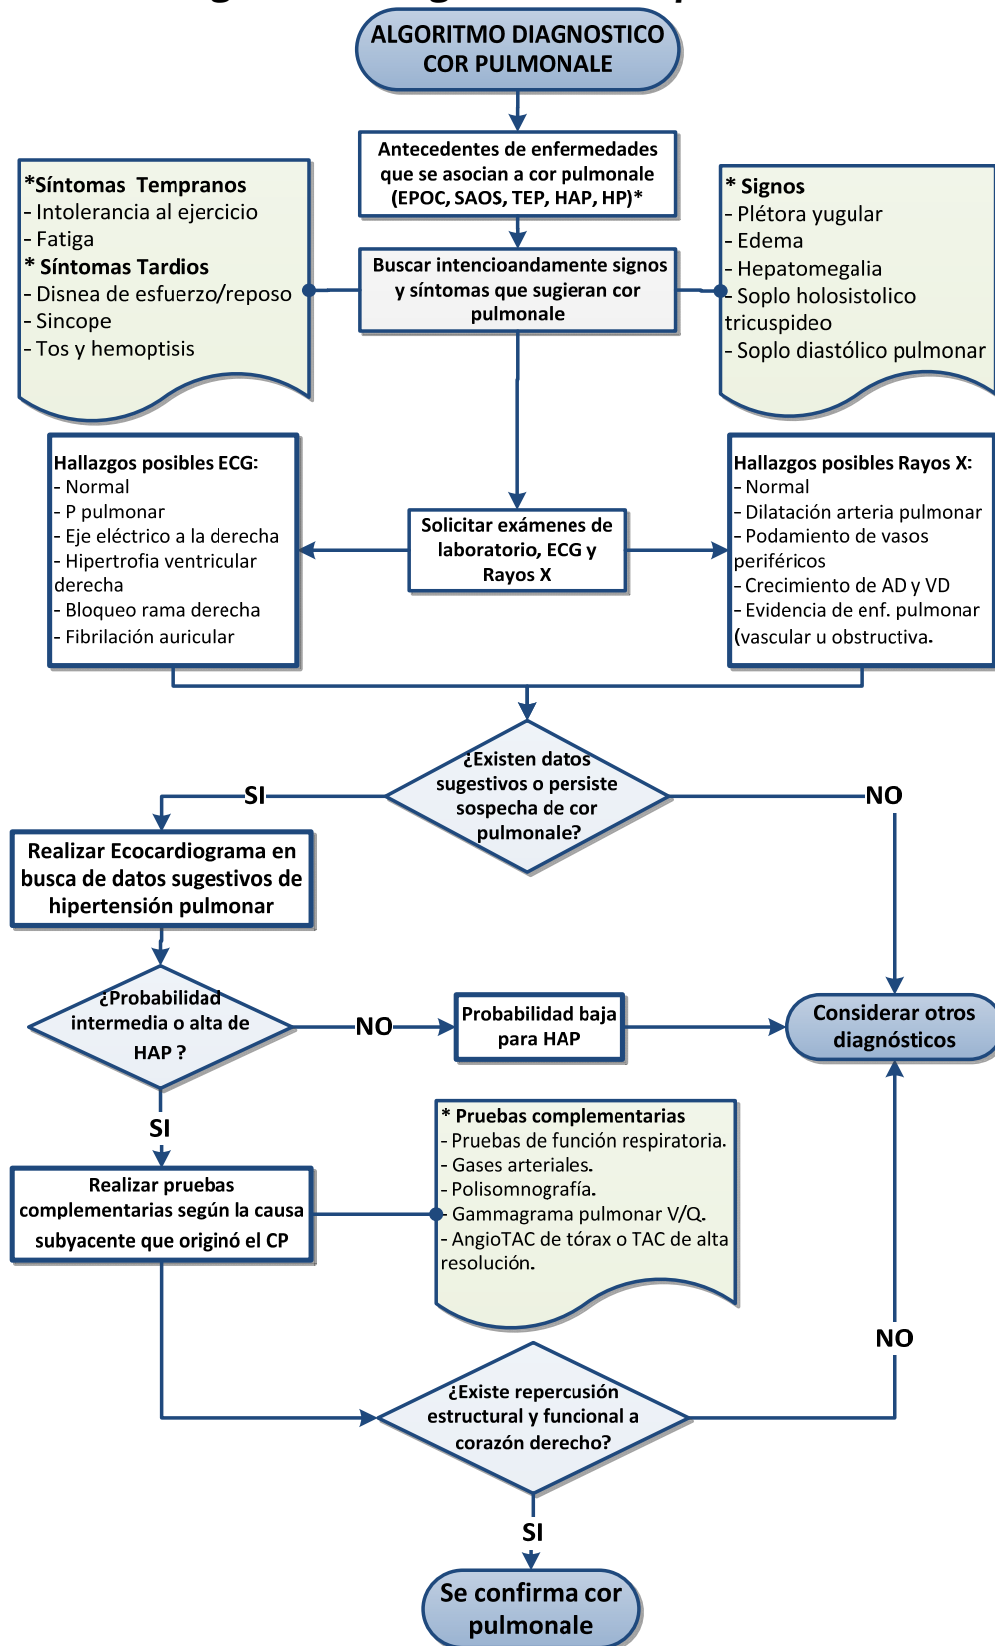 ALGORITMO DIAGNOSTICO
COR PULMONALE
Antecedentes de enfermedades
que se asocian a cor pulmonale
(EPOC, SAOS, TEP, HAP, HP)*
*Síntomas Tempranos
- Intolerancia al ejercicio
- Fatiga
* Síntomas Tardios
- Disnea de esfuerzo/reposo
- Sincope
- Tos y hemoptisis
Buscar intencioandamente signos
y síntomas que sugieran cor
pulmonale
* Signos
- Plétora yugular
- Edema
- Hepatomegalia
- Soplo holosistolico
tricuspideo
- Soplo diastólico pulmonar
Hallazgos posibles ECG:
- Normal
- P pulmonar
- Eje eléctrico a la derecha
- Hipertrofia ventricular
derecha
- Bloqueo rama derecha
- Fibrilación auricular
Solicitar exámenes de
laboratorio, ECG y
Rayos X
Hallazgos posibles Rayos X:
- Normal
- Dilatación arteria pulmonar
- Podamiento de vasos
periféricos
- Crecimiento de AD y VD
- Evidencia de enf. pulmonar
(vascular u obstructiva.
¿Existen datos
sugestivos o persiste
sospecha de cor
pulmonale?
SI
NO
Realizar Ecocardiograma en
busca de datos sugestivos de
hipertensión pulmonar
¿Probabilidad
intermedia o alta de
HAP ?
NO
Probabilidad baja
para HAP
Considerar otros
diagnósticos
SI
Realizar pruebas
complementarias según la causa
subyacente que originó el CP
* Pruebas complementarias
- Pruebas de función respiratoria.
- Gases arteriales.
- Polisomnografía.
- Gammagrama pulmonar V/Q.
- AngioTAC de tórax o TAC de alta
resolución.
NO
¿Existe repercusión
estructural y funcional a
corazón derecho?
SI
Se confirma cor
pulmonale